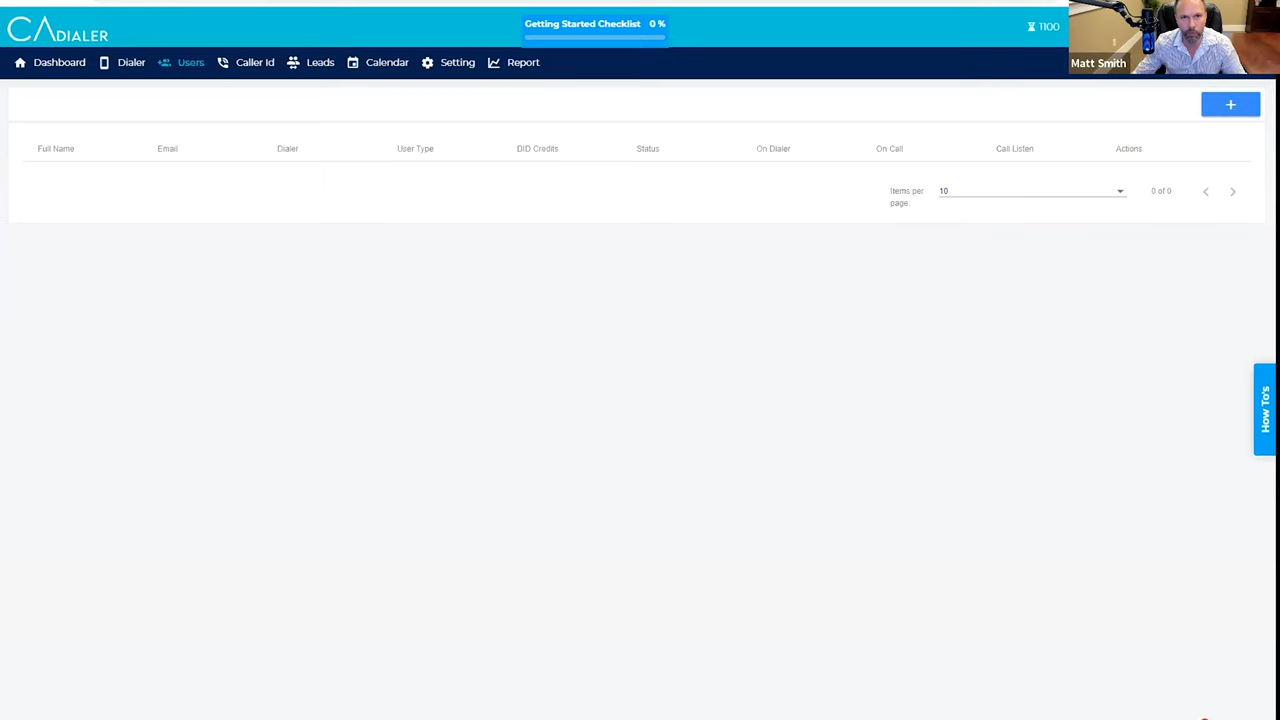 CADIALER
Getting Started Checklist 0 %
1100
Matt Smith
Dashboard Dialer Users Caller Id Leads Calendar Setting Report
+
Full Name Email Dialer User Type DID Credits Status On Dialer On Call Call Listen Actions
Items per
page:
10
0 of 0
How To's